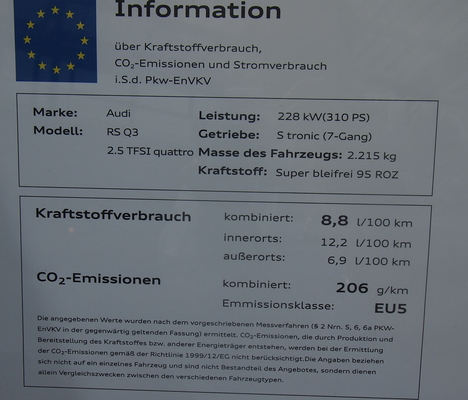 Information
über Kraftstoffverbrauch,
CO₂-Emissionen und Stromverbrauch
i.S.d. Pkw-EnVKV
Marke: Audi Leistung: 228 kW(310 PS)
Modell: RS Q3 Getriebe: S tronic (7-Gang)
2.5 TFSI quattro Masse des Fahrzeugs: 2.215 kg
Kraftstoff: Super bleifrei 95 ROZ
Kraftstoffverbrauch kombiniert: 8,8 l/100 km
innerorts: 12,2 l/100 km
außerorts: 6,9 l/100 km
CO₂-Emissionen kombiniert: 206 g/km
Emmissionsklasse: EU5
Die angegebenen Werte wurden nach dem vorgeschriebenen Messverfahren (§ 2 Nrn. 5, 6, 6a PKW-
EnVKV in der gegenwärtig geltenden Fassung) ermittelt. CO₂-Emissionen, die durch Produktion und
Bereitstellung des Kraftstoffes bzw. anderer Energieträger entstehen, werden bei der Ermittlung
der CO₂-Emissionen gemäß der Richtlinie 1999/12/EG nicht berücksichtigt.Die Angaben beziehen
sich nicht auf ein einzelnes Fahrzeug und sind nicht Bestandteil des Angebotes, sondern dienen
allein Vergleichszwecken zwischen den verschiedenen Fahrzeugtypen.